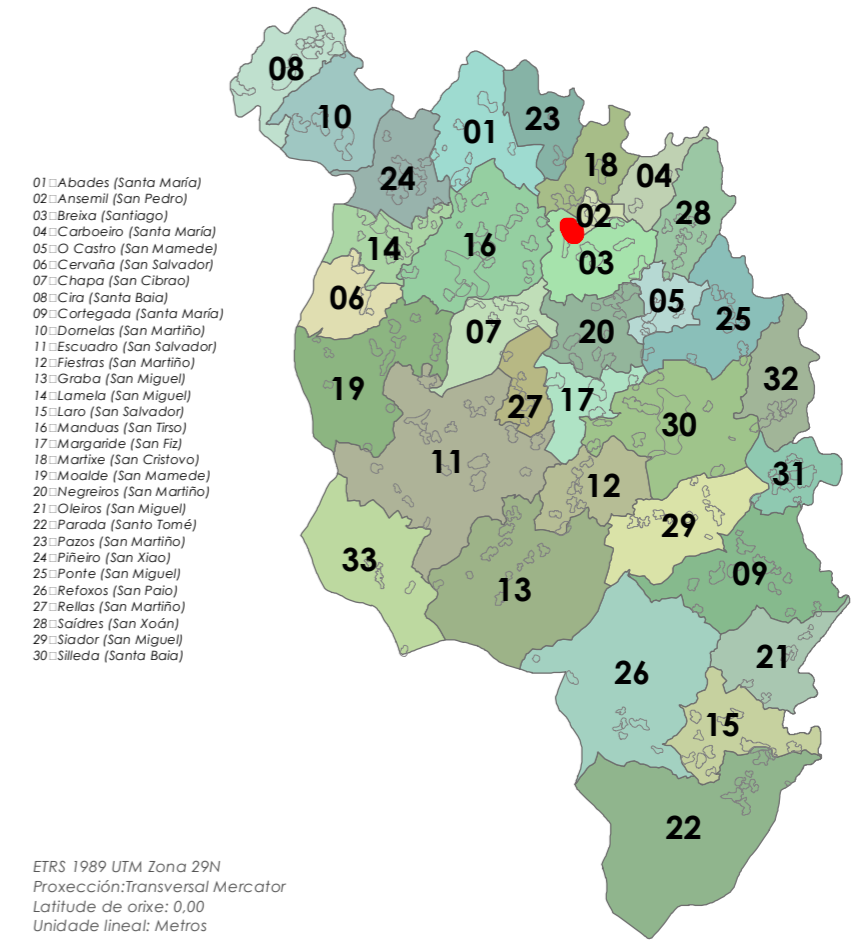 08
10
01
23
24
18
04
02
28
14
16
03
06
05
25
07
20
19
32
17
27
30
11
12
31
29
33
09
13
21
26
15
22
01□Abades (Santa María)
02□Ansemil (San Pedro)
03□Breixa (Santiago)
04□Carboeiro (Santa María)
05□O Castro (San Mamede)
06□Cervaña (San Salvador)
07□Chapa (San Cibrao)
08□Cira (Santa Baia)
09□Cortegada (Santa María)
10□Dornelas (San Martiño)
11□Escuadro (San Salvador)
12□Fiestras (San Martiño)
13□Graba (San Miguel)
14□Lamela (San Miguel)
15□Laro (San Salvador)
16□Manduas (San Tirso)
17□Margaride (San Fiz)
18□Martixe (San Cristovo)
19□Moalde (San Mamede)
20□Negreiros (San Martiño)
21□Oleiros (San Miguel)
22□Parada (Santo Tomé)
23□Pazos (San Martiño)
24□Piñeiro (San Xiao)
25□Ponte (San Miguel)
26□Refoxos (San Paio)
27□Rellas (San Martiño)
28□Saídres (San Xoán)
29□Siador (San Miguel)
30□Silleda (Santa Baia)
ETRS 1989 UTM Zona 29N
Proxección:Transversal Mercator
Latitude de orixe: 0,00
Unidade lineal: Metros